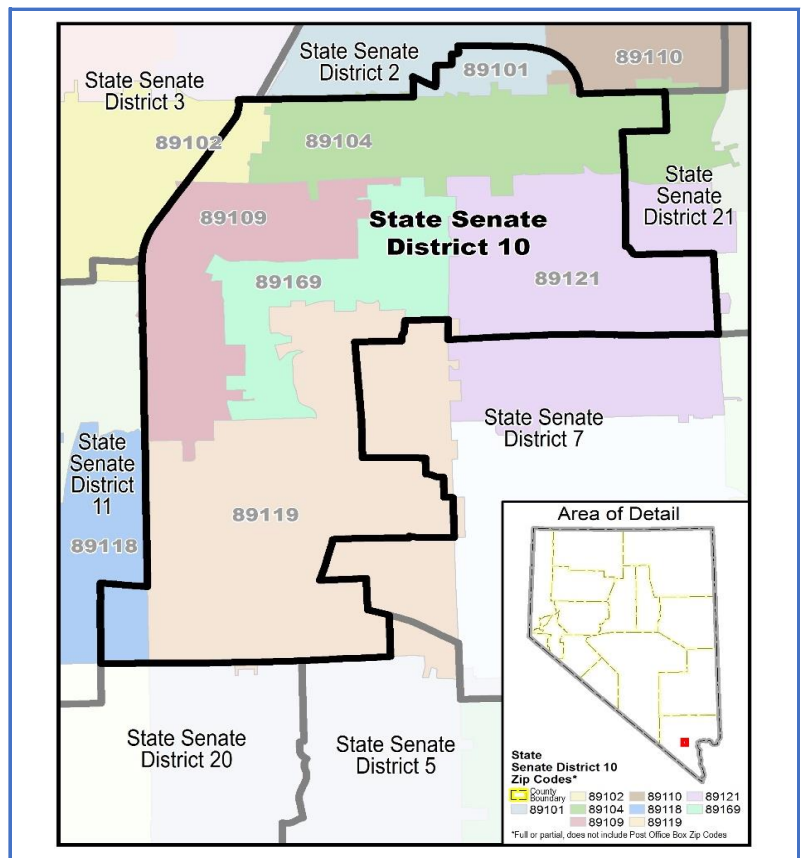 State Senate
District 2
89110
State Senate
District 3
89101
89102
89104
State
Senate
District 21
89109
State Senate
District 10
89169
89121
State Senate
District 7
State
Senate
District
11
89119
89118
Area of Detail
State Senate
District 20
State Senate
District 5
State
Senate District 10
Zip Codes*
County
Boundary
89102
89110
89121
89101
89104
89118
89169
89109
89119
*Full or partial, does not include Post Office Box Zip Codes